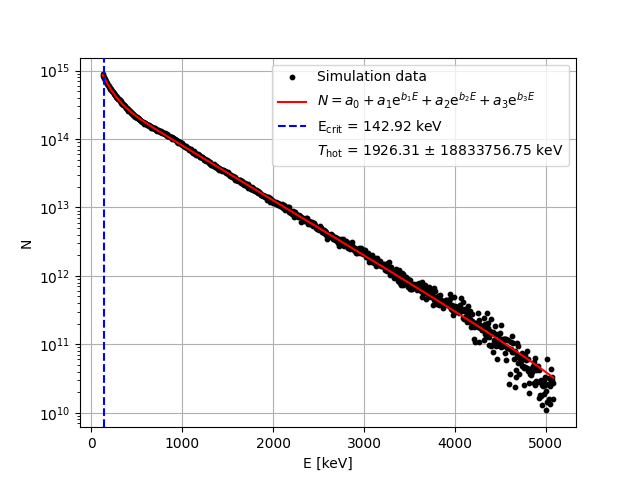 Simulation data
N = a₀ + a₁e^{b₁E} + a₂e^{b₂E} + a₃e^{b₃E}
E_crit = 142.92 keV
T_hot = 1926.31 ± 18833756.75 keV
10¹⁵
10¹⁴
10¹³
10¹²
10¹¹
10¹⁰
N
0 1000 2000 3000 4000 5000
E [keV]